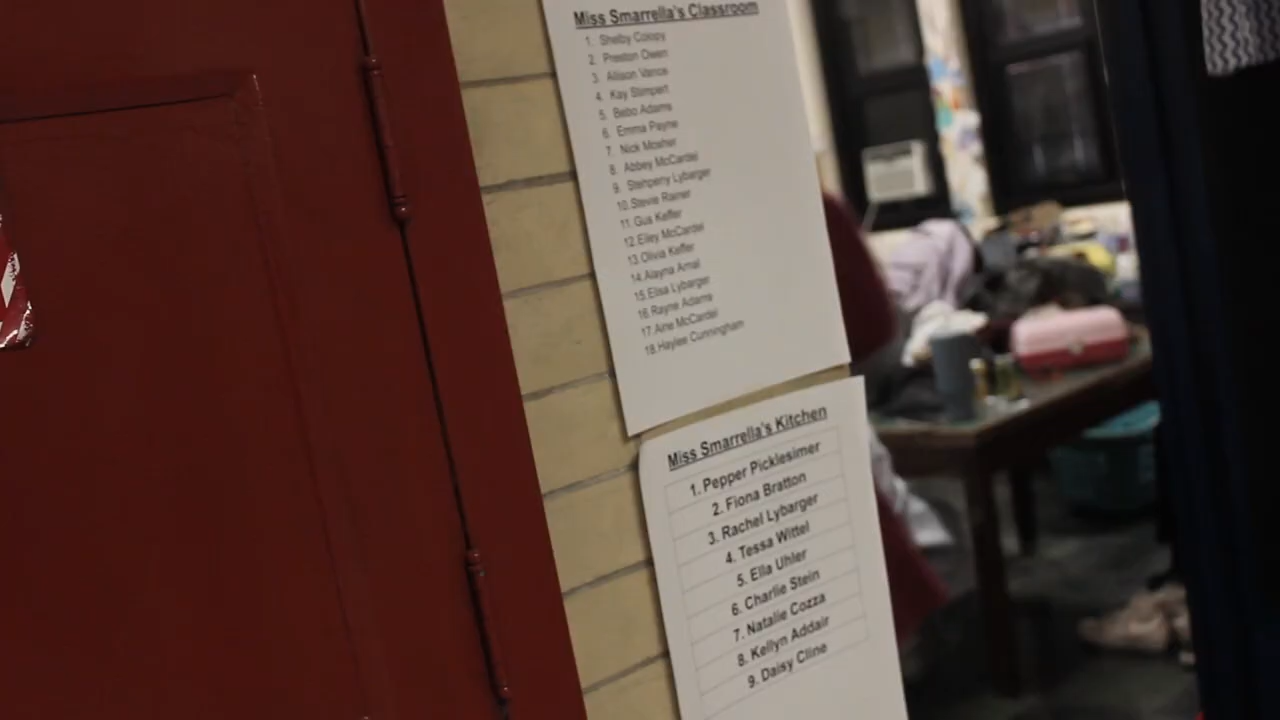 Miss Smarrella's Classroom
1. Shelby Colopy
2. Preston Owen
3. Allison Vance
4. Kay Stimpert
5. Bebo Adams
6. Emma Payne
7. Nick Mosher
8. Abbey McCardel
9. Stehpeny Lybarger
10. Stevie Rainer
11. Gus Keffer
12. Elley McCardel
13. Olivia Keffer
14. Alayna Arnal
15. Elisa Lybarger
16. Rayne Adams
17. Aine McCardel
18. Haylee Cunningham
Miss Smarrella's Kitchen
1. Pepper Picklesimer
2. Fiona Bratton
3. Rachel Lybarger
4. Tessa Wittel
5. Ella Uhler
6. Charlie Stein
7. Natalie Cozza
8. Kellyn Addair
9. Daisy Cline